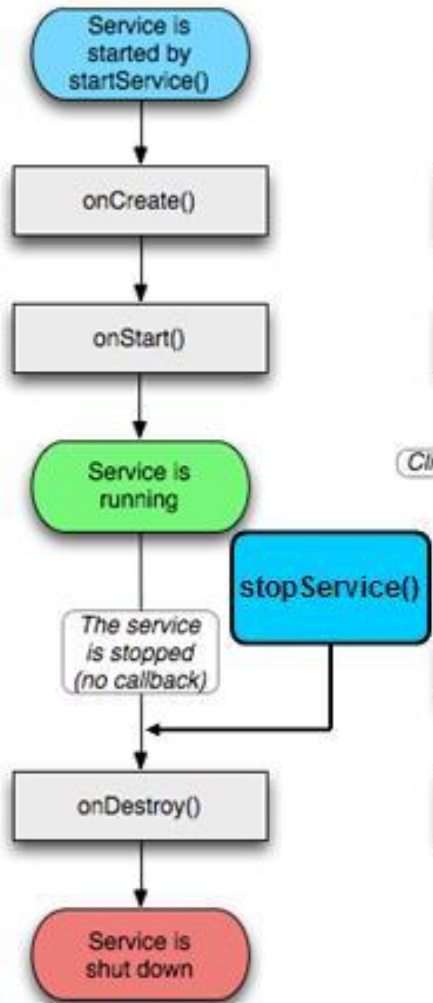 Service is
started by
startService()
onCreate()
onStart()
Service is
running
stopService()
The service
is stopped
(no callback)
onDestroy()
Service is
shut down